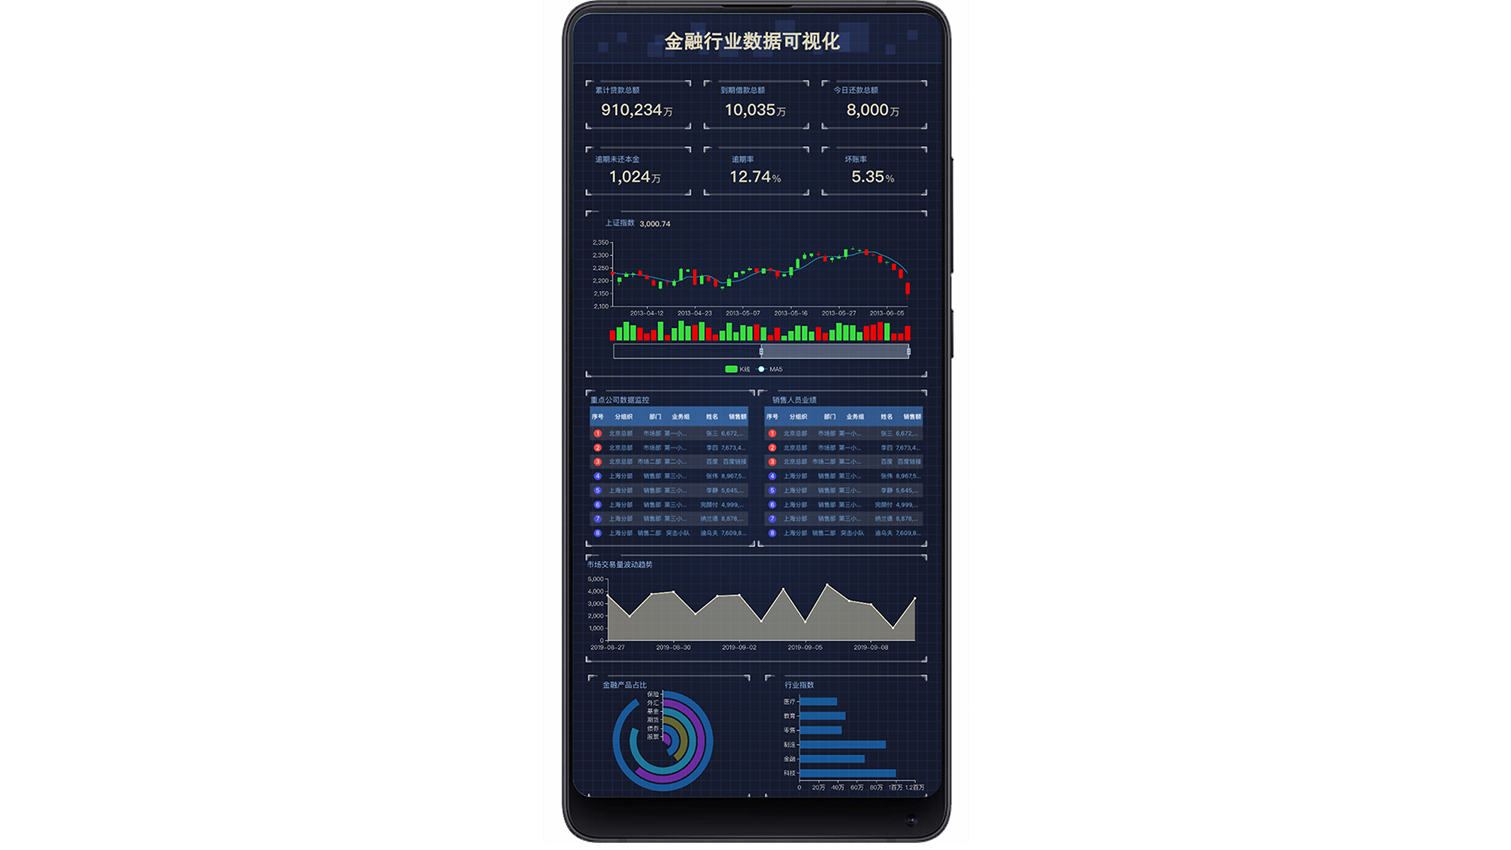 金融行业数据可视化
累计贷款总额 到期借款总额 今日还款总额
910,234万 10,035万 8,000万
逾期未还本金 逾期率 坏账率
1,024万 12.74% 5.35%
上证指数 3,000.74
2,350
2,300
2,250
2,200
2,150
2,100
2013-04-12 2013-04-23 2013-05-07 2013-05-16 2013-05-27 2013-06-05
K线 MA5
重点公司数据监控
序号 分组织 部门 业务组 姓名 销售额
1 北京总部 市场部 第一小... 张三 6,672,...
2 北京总部 市场部 第一小... 李四 7,673,4...
3 北京总部 市场二部 第二小... 百度 百度链接
4 上海分部 销售部 第三小... 张伟 8,967,5...
5 上海分部 销售部 第三小... 李静 5,645,...
6 上海分部 销售部 第三小... 完颜付 4,999,...
7 上海分部 销售部 第三小... 纳兰德 8,878,...
8 上海分部 销售二部 突击小队 迪乌夫 7,609,8...
销售人员业绩
序号 分组织 部门 业务组 姓名 销售额
1 北京总部 市场部 第一小... 张三 6,672,...
2 北京总部 市场部 第一小... 李四 7,673,4...
3 北京总部 市场二部 第二小... 百度 百度链接
4 上海分部 销售部 第三小... 张伟 8,967,5...
5 上海分部 销售部 第三小... 李静 5,645,...
6 上海分部 销售部 第三小... 完颜付 4,999,...
7 上海分部 销售部 第三小... 纳兰德 8,878,...
8 上海分部 销售二部 突击小队 迪乌夫 7,609,8...
市场交易量波动趋势
5,000
4,000
3,000
2,000
1,000
0
2019-08-27 2019-08-30 2019-09-02 2019-09-05 2019-09-08
金融产品占比
保险
外汇
基金
期货
债券
股票
行业指数
医疗
教育
零售
制造
金融
科技
0 20万 40万 60万 80万 1百万 1.2百万